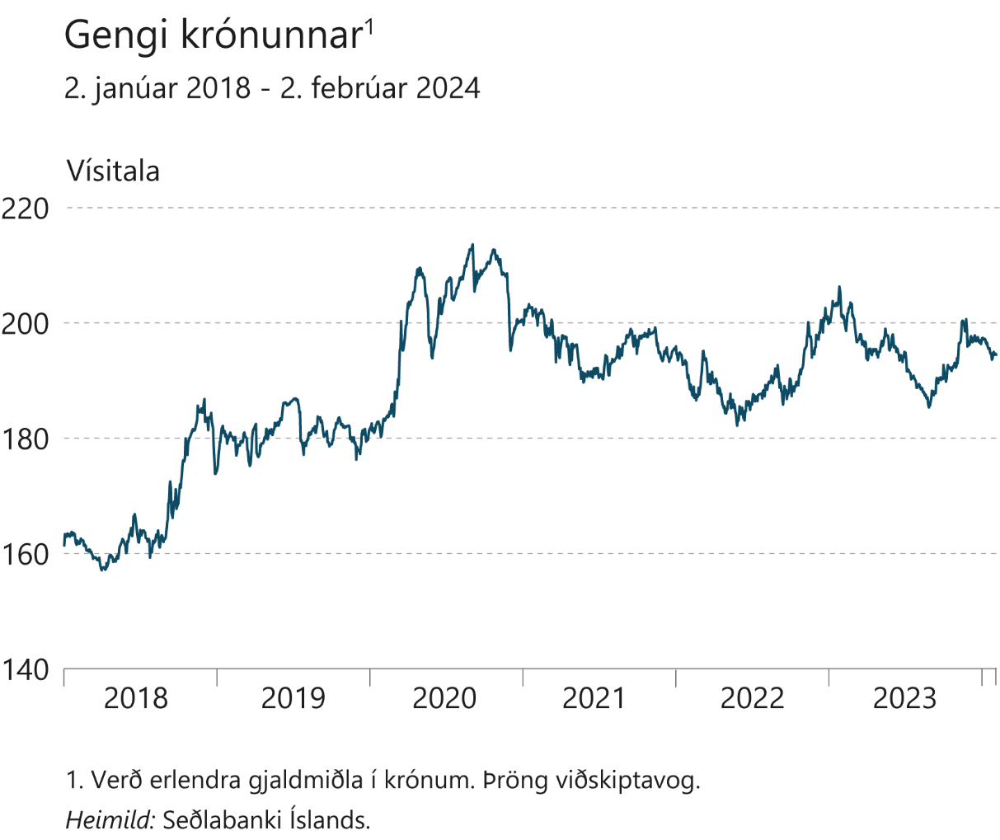 Gengi krónunnar¹
2. janúar 2018 - 2. febrúar 2024
Vísitala
220
200
180
160
140
2018 2019 2020 2021 2022 2023
1. Verð erlendra gjaldmiðla í krónum. Þröng viðskiptavog.
Heimild: Seðlabanki Íslands.